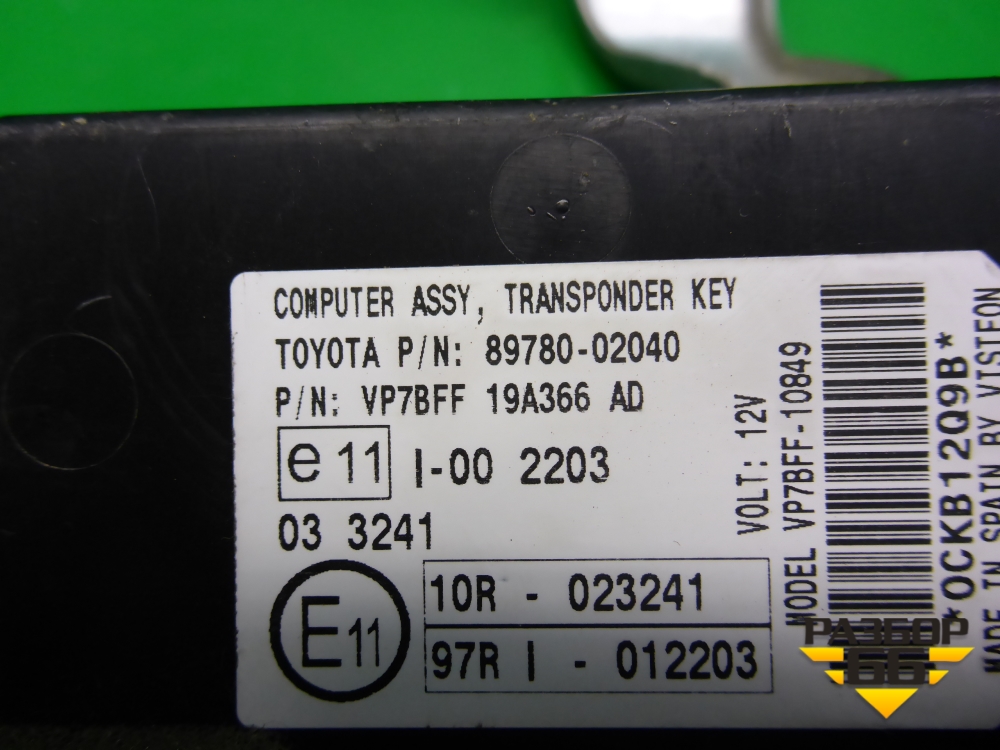 COMPUTER ASSY, TRANSPONDER KEY
TOYOTA P/N: 89780-02040
P/N: VP7BFF 19A366 AD
e 11 I-00 2203
03 3241
E11
10R - 023241
97R I - 012203
VOLT: 12V
MODEL VP7BFF-10849
*0CKB12Q9B*
MADE IN SPAIN BY VISTEON
РАЗБОР
66